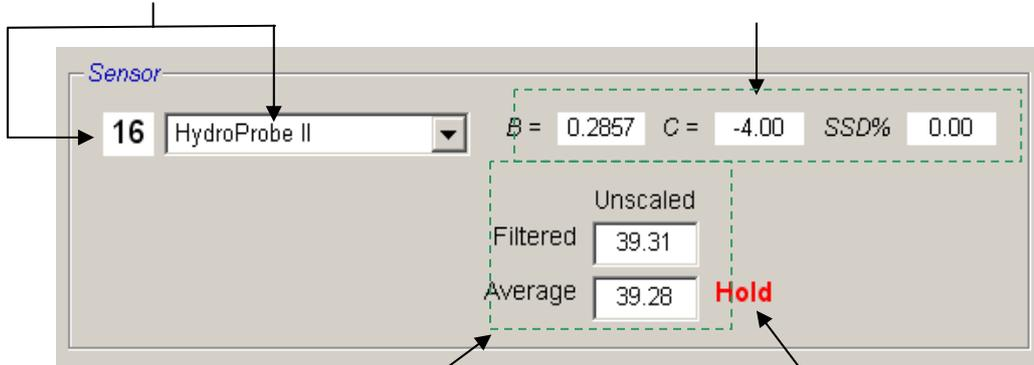 Sensor
16 HydroProbe II B = 0.2857 C = -4.00 SSD% 0.00
Unscaled
Filtered 39.31
Average 39.28 Hold